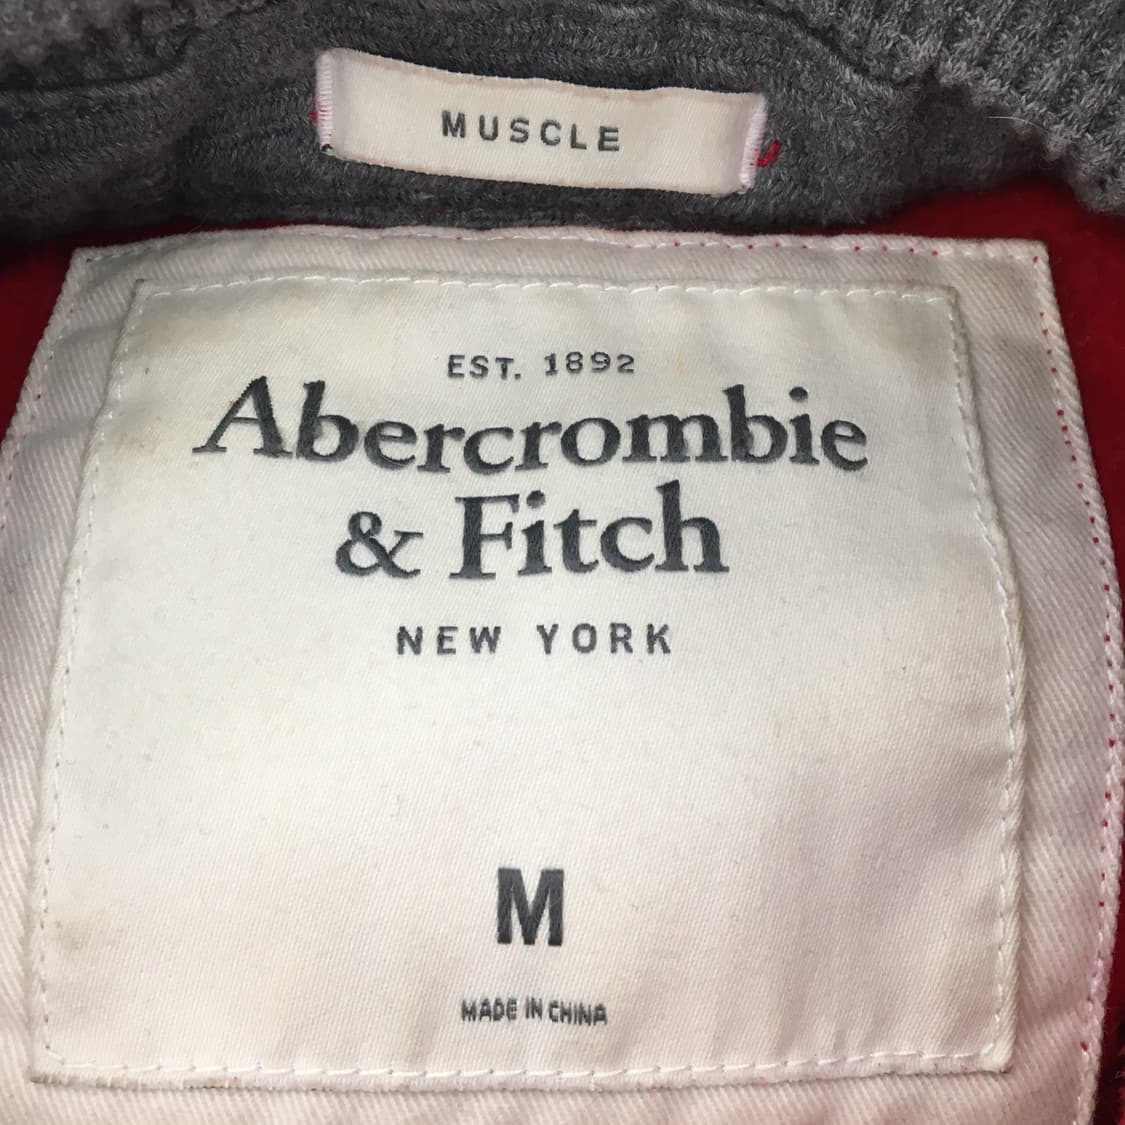 MUSCLE
EST. 1892
Abercrombie
& Fitch
NEW YORK
M
MADE IN CHINA